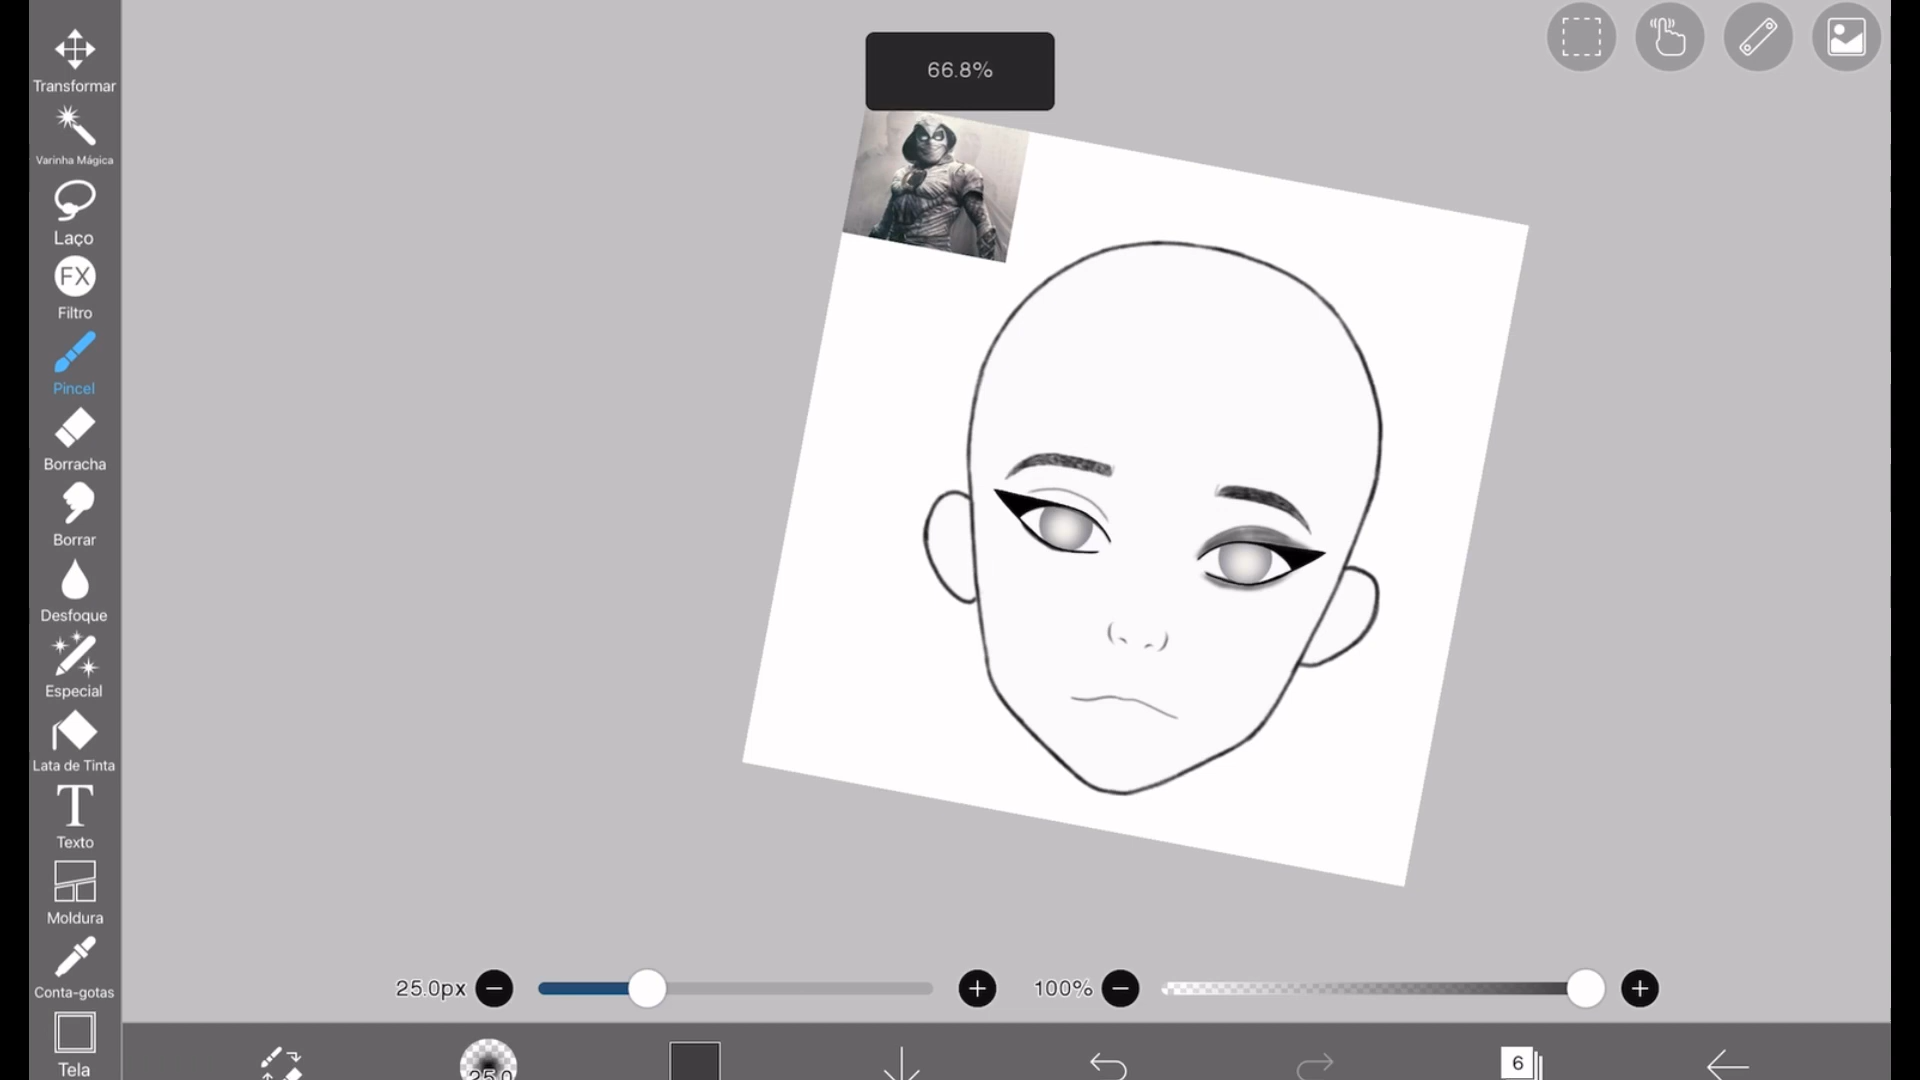 66.8%
Transformar
Varinha Mágica
Laço
FX
Filtro
Pincel
Borracha
Borrar
Desfoque
Especial
Lata de Tinta
T
Texto
Moldura
Conta-gotas
Tela
25.0px
100%
25.0
6